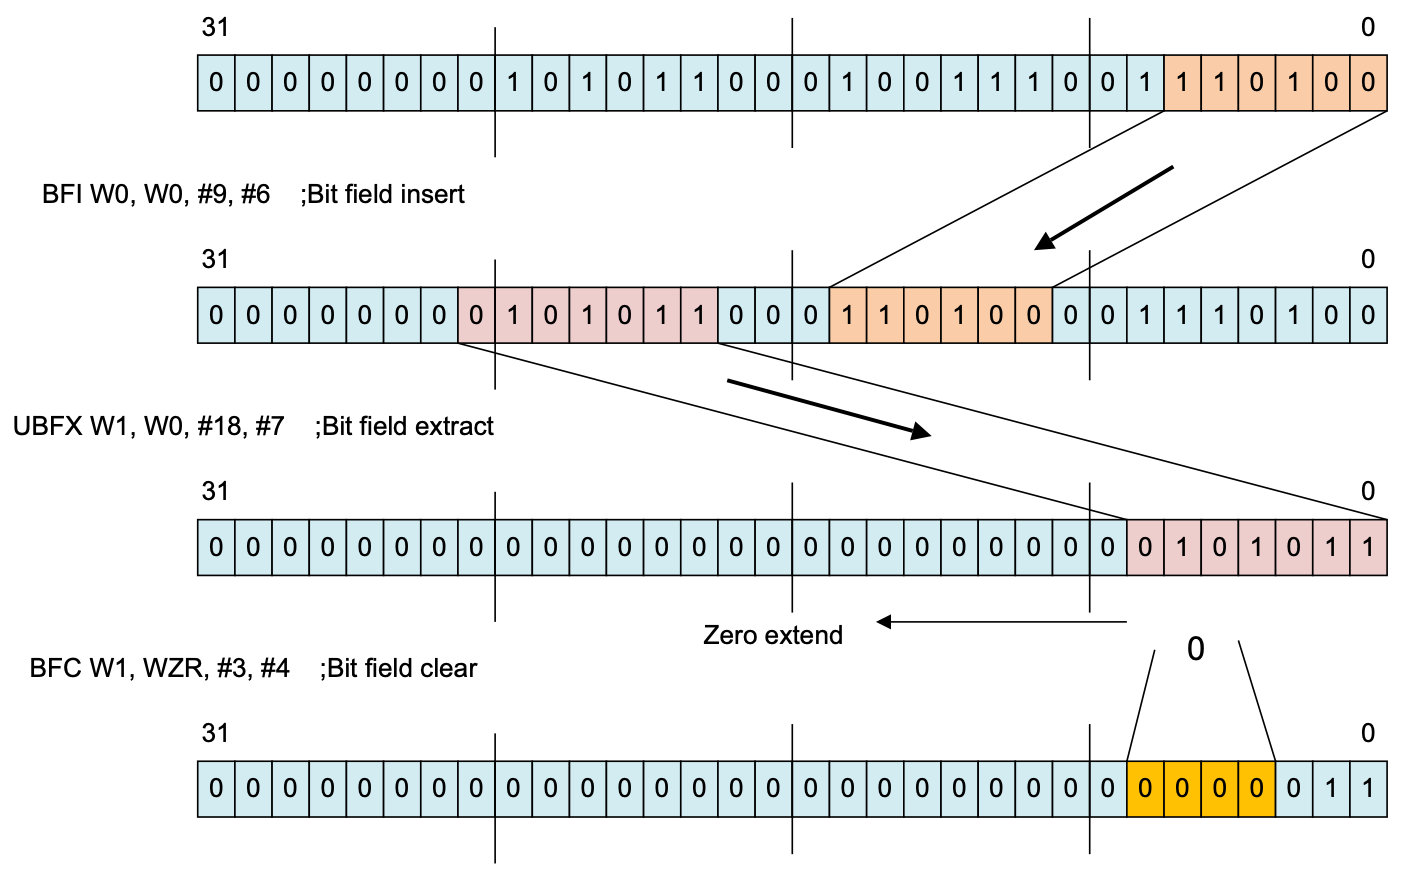 31 0
0 0 0 0 0 0 0 0 1 0 1 0 1 1 0 0 0 1 0 0 1 1 1 0 0 1 1 1 0 1 0 0
BFI W0, W0, #9, #6 ;Bit field insert
31 0
0 0 0 0 0 0 0 0 1 0 1 0 1 1 0 0 0 1 1 0 1 0 0 0 0 1 1 1 0 1 0 0
UBFX W1, W0, #18, #7 ;Bit field extract
31 0
0 0 0 0 0 0 0 0 0 0 0 0 0 0 0 0 0 0 0 0 0 0 0 0 0 0 1 0 1 0 1 1
Zero extend
0
BFC W1, WZR, #3, #4 ;Bit field clear
31 0
0 0 0 0 0 0 0 0 0 0 0 0 0 0 0 0 0 0 0 0 0 0 0 0 0 0 0 0 0 0 1 1